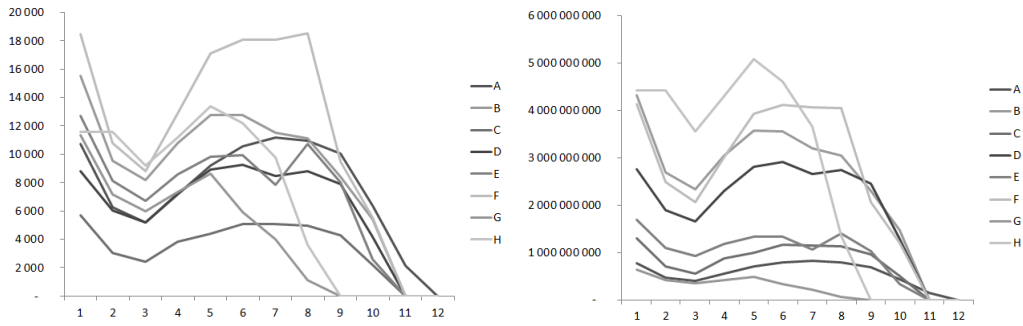 20 000
18 000
16 000
14 000
12 000
10 000
8 000
6 000
4 000
2 000
-
1 2 3 4 5 6 7 8 9 10 11 12
A
B
C
D
E
F
G
H
6 000 000 000
5 000 000 000
4 000 000 000
3 000 000 000
2 000 000 000
1 000 000 000
-
1 2 3 4 5 6 7 8 9 10 11 12
A
B
C
D
E
F
G
H